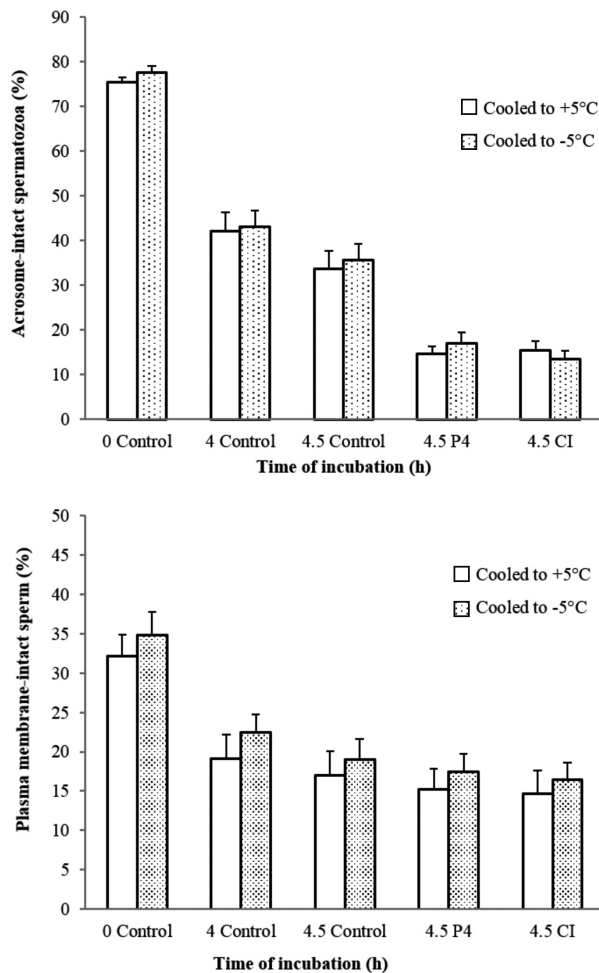 Acrosome-intact spermatozoa (%)
90
80
70
60
50
40
30
20
10
0
Cooled to +5°C
Cooled to -5°C
0 Control 4 Control 4.5 Control 4.5 P4 4.5 CI
Time of incubation (h)
Plasma membrane-intact sperm (%)
50
45
40
35
30
25
20
15
10
5
0
Cooled to +5°C
Cooled to -5°C
0 Control 4 Control 4.5 Control 4.5 P4 4.5 CI
Time of incubation (h)